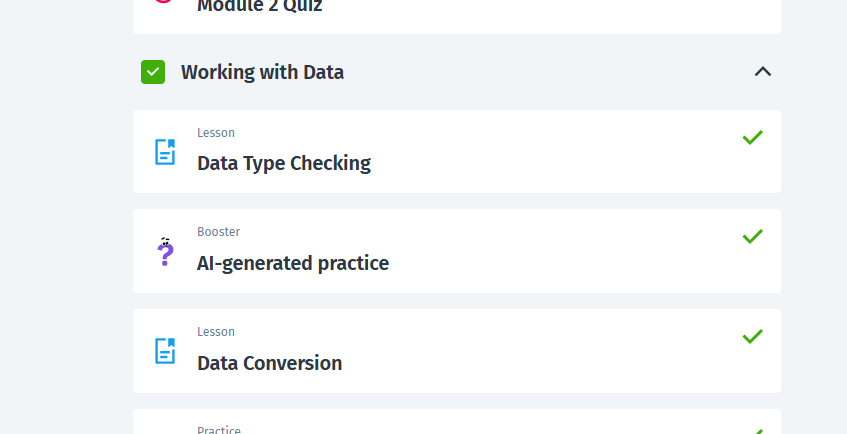 Module 2 Quiz
Working with Data
Lesson
Data Type Checking
Booster
AI-generated practice
Lesson
Data Conversion
Practice